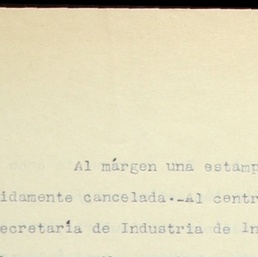 Al márgen una estamp
idamente cancelada.-Al centr
ecretaría de Industria de In